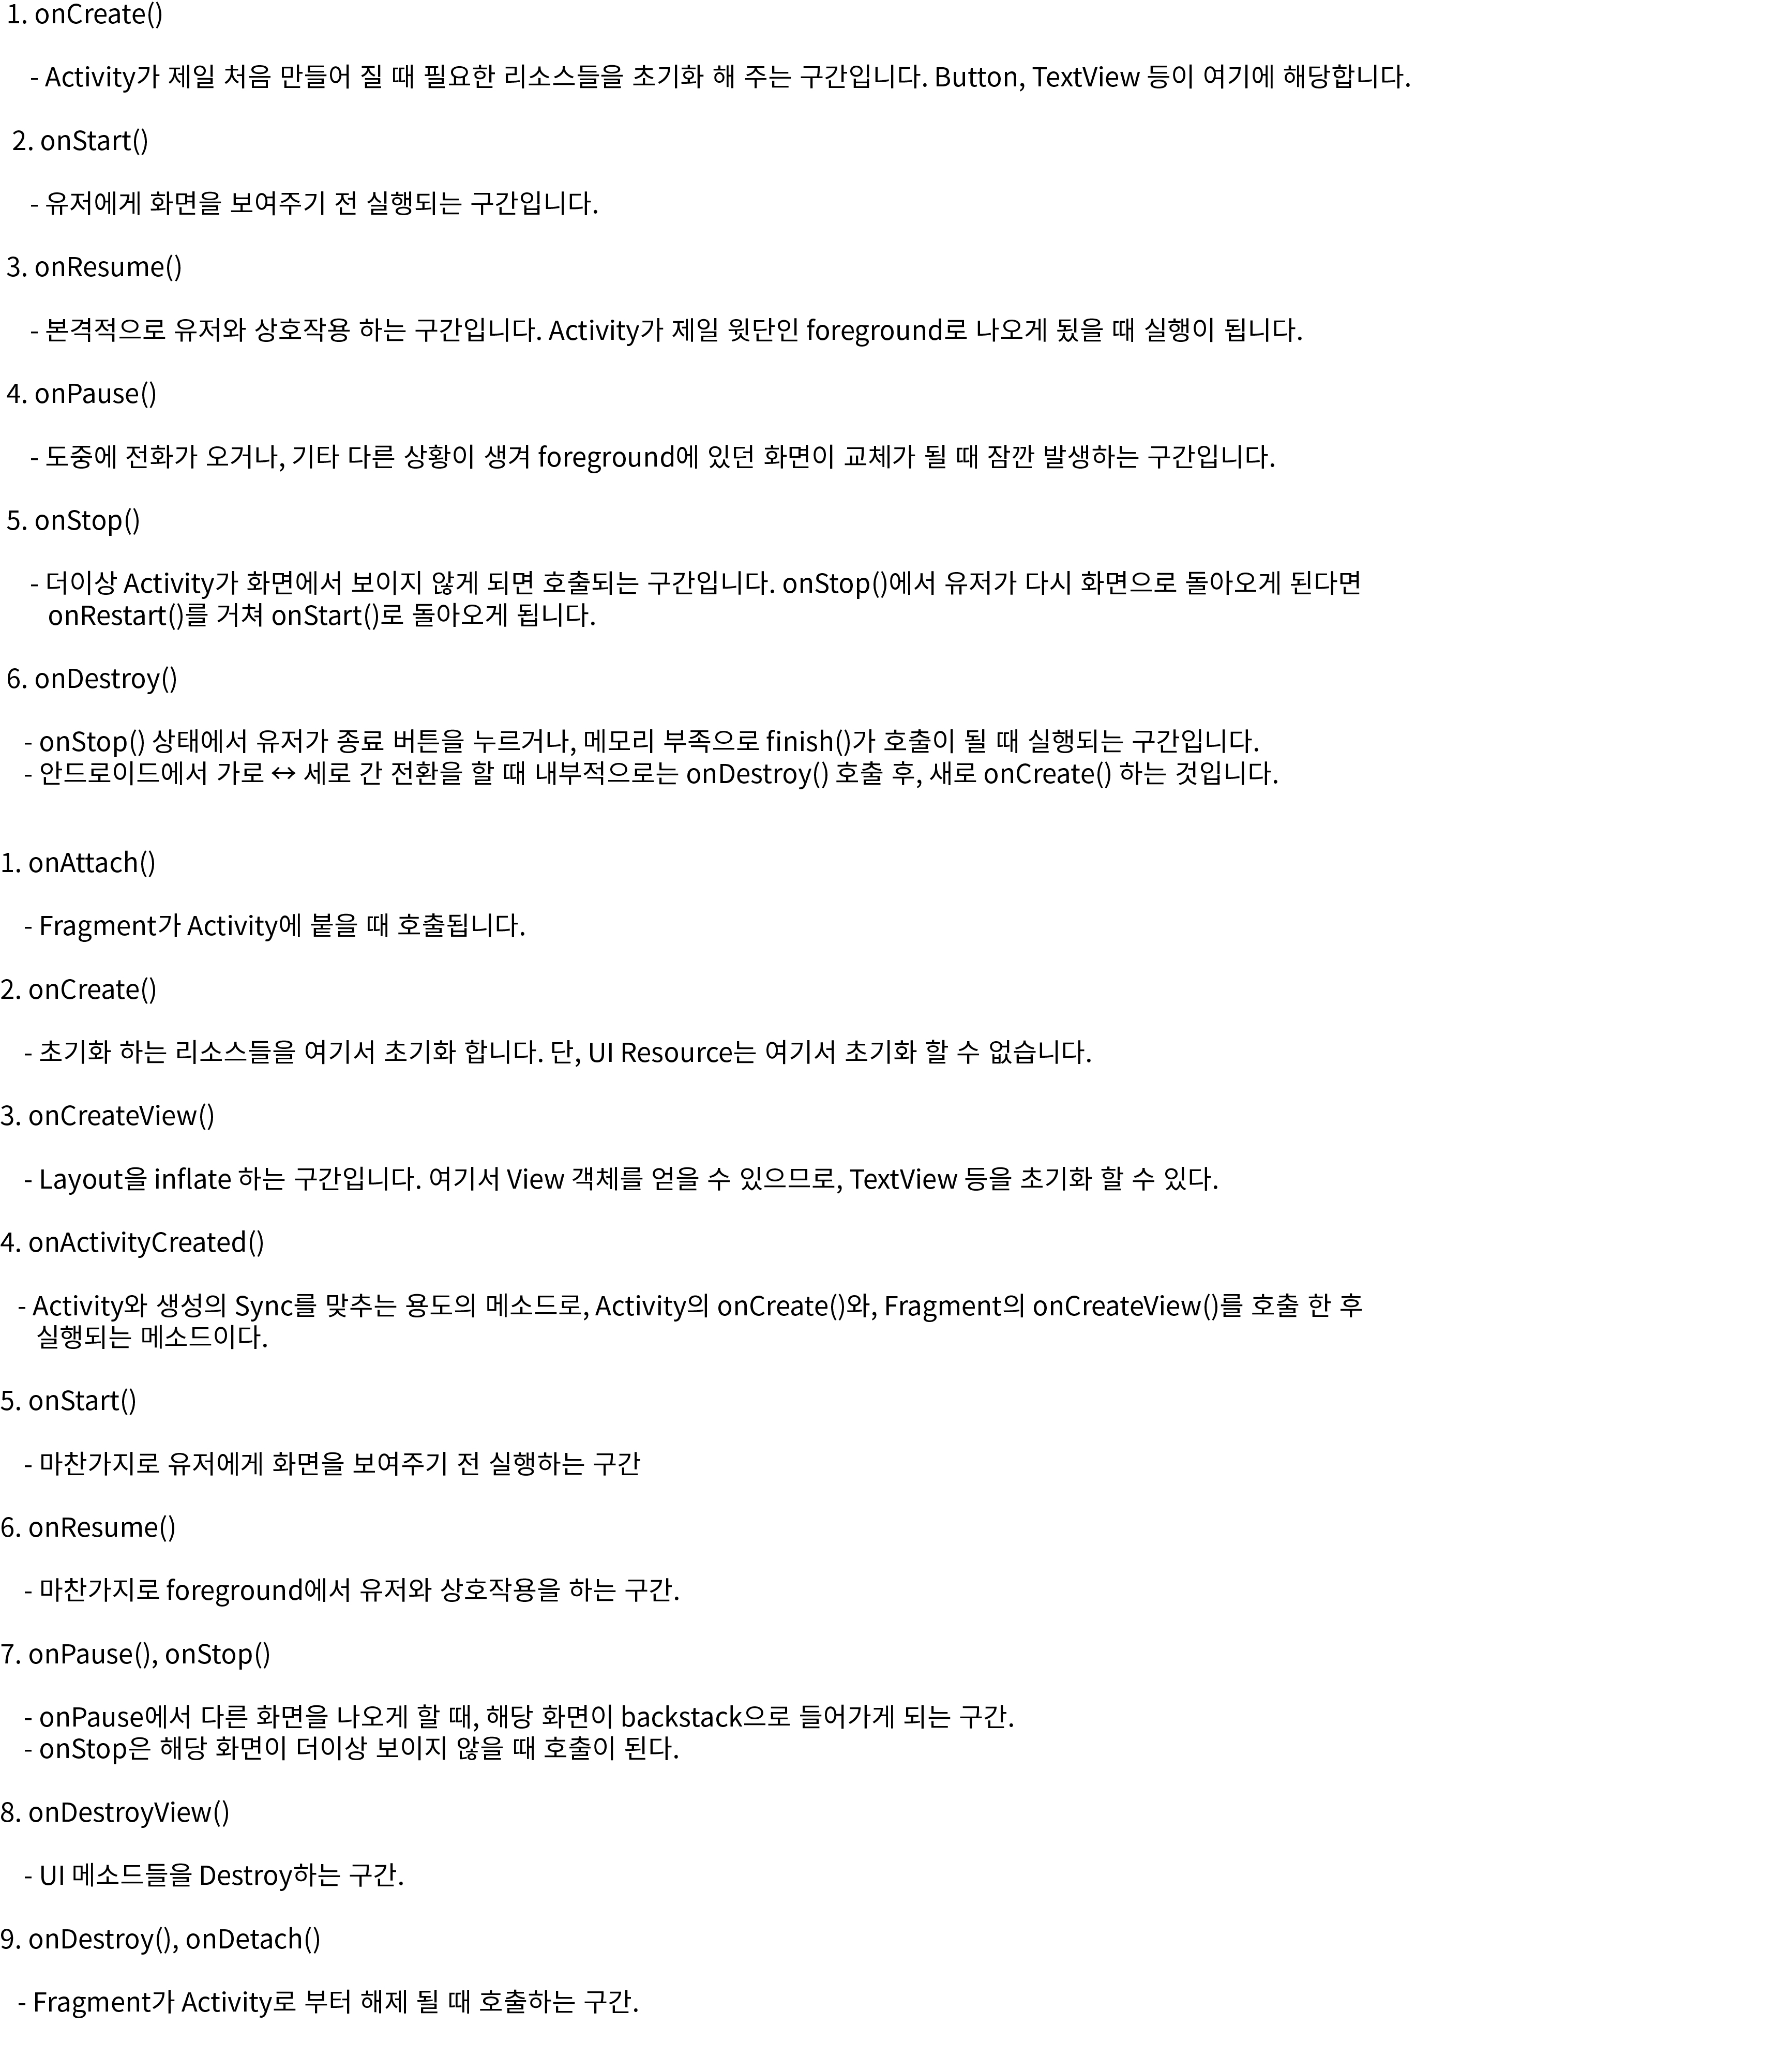 1. onCreate()
- Activity가 제일 처음 만들어 질 때 필요한 리소스들을 초기화 해 주는 구간입니다. Button, TextView 등이 여기에 해당합니다.
2. onStart()
- 유저에게 화면을 보여주기 전 실행되는 구간입니다.
3. onResume()
- 본격적으로 유저와 상호작용 하는 구간입니다. Activity가 제일 윗단인 foreground로 나오게 됬을 때 실행이 됩니다.
4. onPause()
- 도중에 전화가 오거나, 기타 다른 상황이 생겨 foreground에 있던 화면이 교체가 될 때 잠깐 발생하는 구간입니다.
5. onStop()
- 더이상 Activity가 화면에서 보이지 않게 되면 호출되는 구간입니다. onStop()에서 유저가 다시 화면으로 돌아오게 된다면
onRestart()를 거쳐 onStart()로 돌아오게 됩니다.
6. onDestroy()
- onStop() 상태에서 유저가 종료 버튼을 누르거나, 메모리 부족으로 finish()가 호출이 될 때 실행되는 구간입니다.
- 안드로이드에서 가로 ↔ 세로 간 전환을 할 때 내부적으로는 onDestroy() 호출 후, 새로 onCreate() 하는 것입니다.
1. onAttach()
- Fragment가 Activity에 붙을 때 호출됩니다.
2. onCreate()
- 초기화 하는 리소스들을 여기서 초기화 합니다. 단, UI Resource는 여기서 초기화 할 수 없습니다.
3. onCreateView()
- Layout을 inflate 하는 구간입니다. 여기서 View 객체를 얻을 수 있으므로, TextView 등을 초기화 할 수 있다.
4. onActivityCreated()
- Activity와 생성의 Sync를 맞추는 용도의 메소드로, Activity의 onCreate()와, Fragment의 onCreateView()를 호출 한 후
실행되는 메소드이다.
5. onStart()
- 마찬가지로 유저에게 화면을 보여주기 전 실행하는 구간
6. onResume()
- 마찬가지로 foreground에서 유저와 상호작용을 하는 구간.
7. onPause(), onStop()
- onPause에서 다른 화면을 나오게 할 때, 해당 화면이 backstack으로 들어가게 되는 구간.
- onStop은 해당 화면이 더이상 보이지 않을 때 호출이 된다.
8. onDestroyView()
- UI 메소드들을 Destroy하는 구간.
9. onDestroy(), onDetach()
- Fragment가 Activity로 부터 해제 될 때 호출하는 구간.